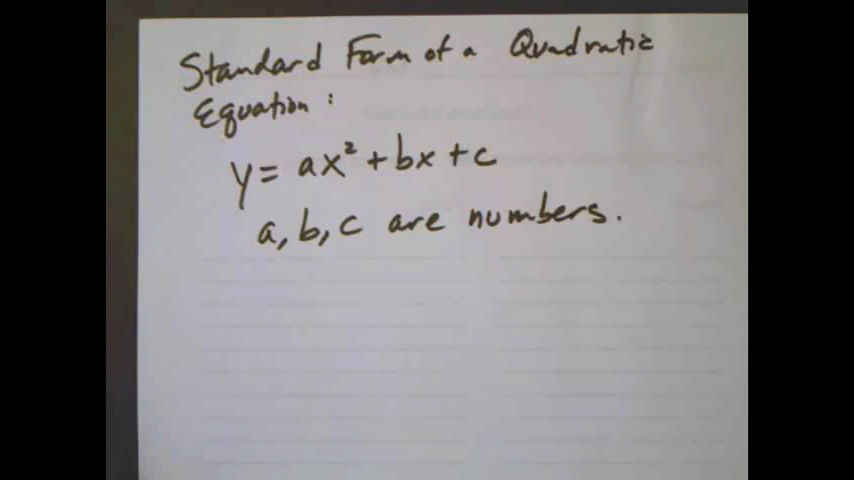 Standard Form of a Quadratic
Equation:
y = ax² + bx + c
a, b, c are numbers.